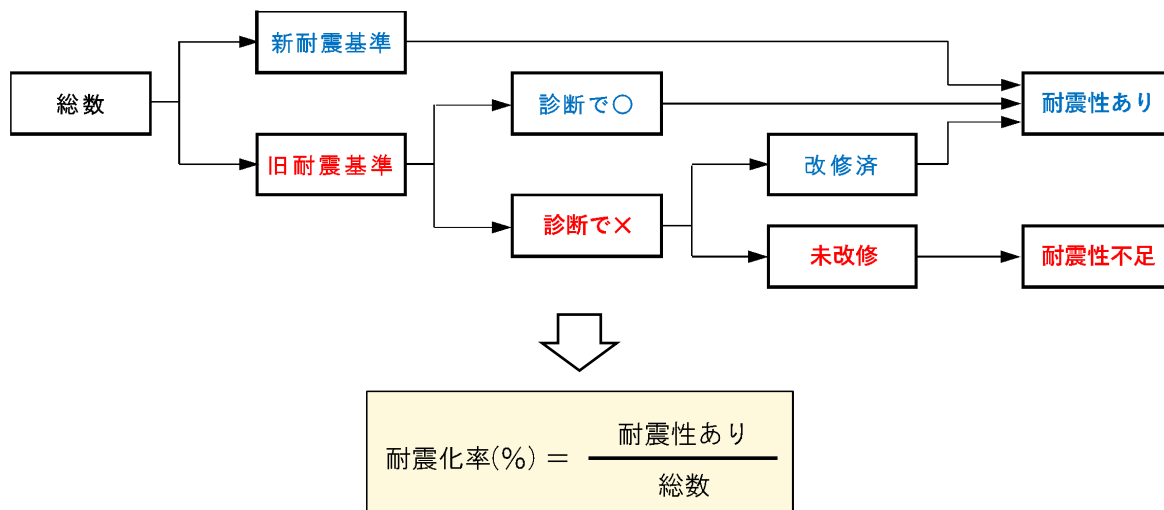 総数
新耐震基準
旧耐震基準
診断で○
診断で×
改修済
未改修
耐震性あり
耐震性不足
耐震化率(%)＝
耐震性あり
総数